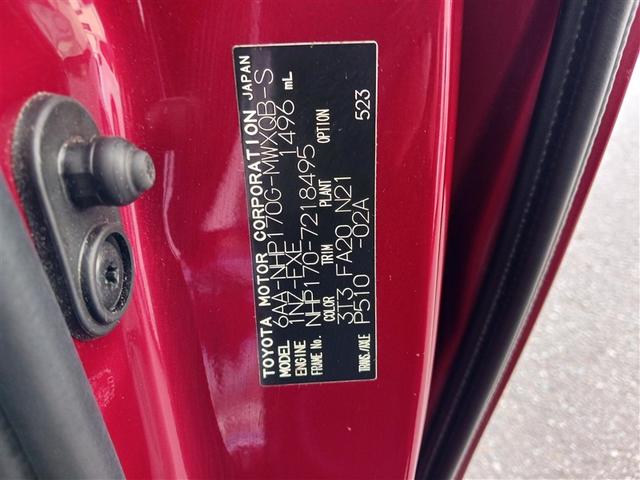 TOYOTA MOTOR CORPORATION JAPAN
MODEL 6AA-NHP170G-MWXQB-S
ENGINE 1NZ-FXE 1496 mL
FRAME No. NHP170-7218495
COLOR TRIM PLANT OPTION
3T3 FA20 N21
TRANS./AXLE P510 -02A 523